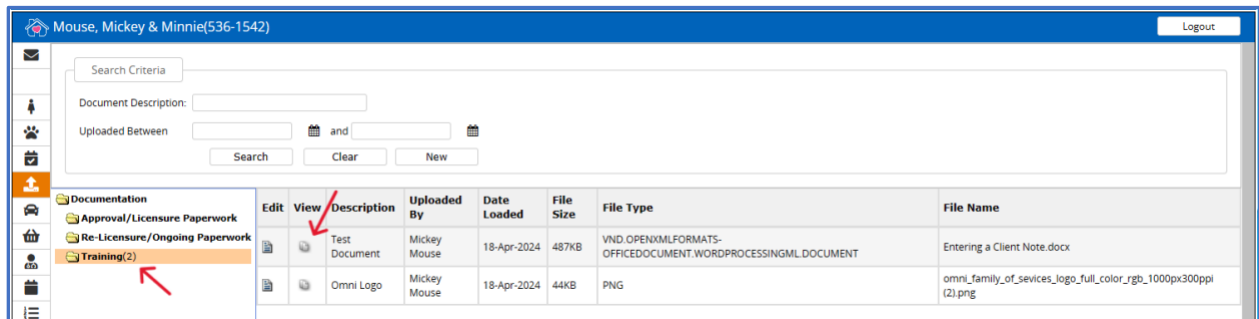 Mouse, Mickey & Minnie(536-1542)
Logout
Search Criteria
Document Description:
Uploaded Between
and
Search
Clear
New
Documentation
Approval/Licensure Paperwork
Re-Licensure/Ongoing Paperwork
Training(2)
Edit View Description Uploaded By Date Loaded File Size File Type File Name
Test Document Mickey Mouse 18-Apr-2024 487KB VND.OPENXMLFORMATS-OFFICEDOCUMENT.WORDPROCESSINGML.DOCUMENT Entering a Client Note.docx
Omni Logo Mickey Mouse 18-Apr-2024 44KB PNG omni_family_of_sevices_logo_full_color_rgb_1000px300ppi (2).png